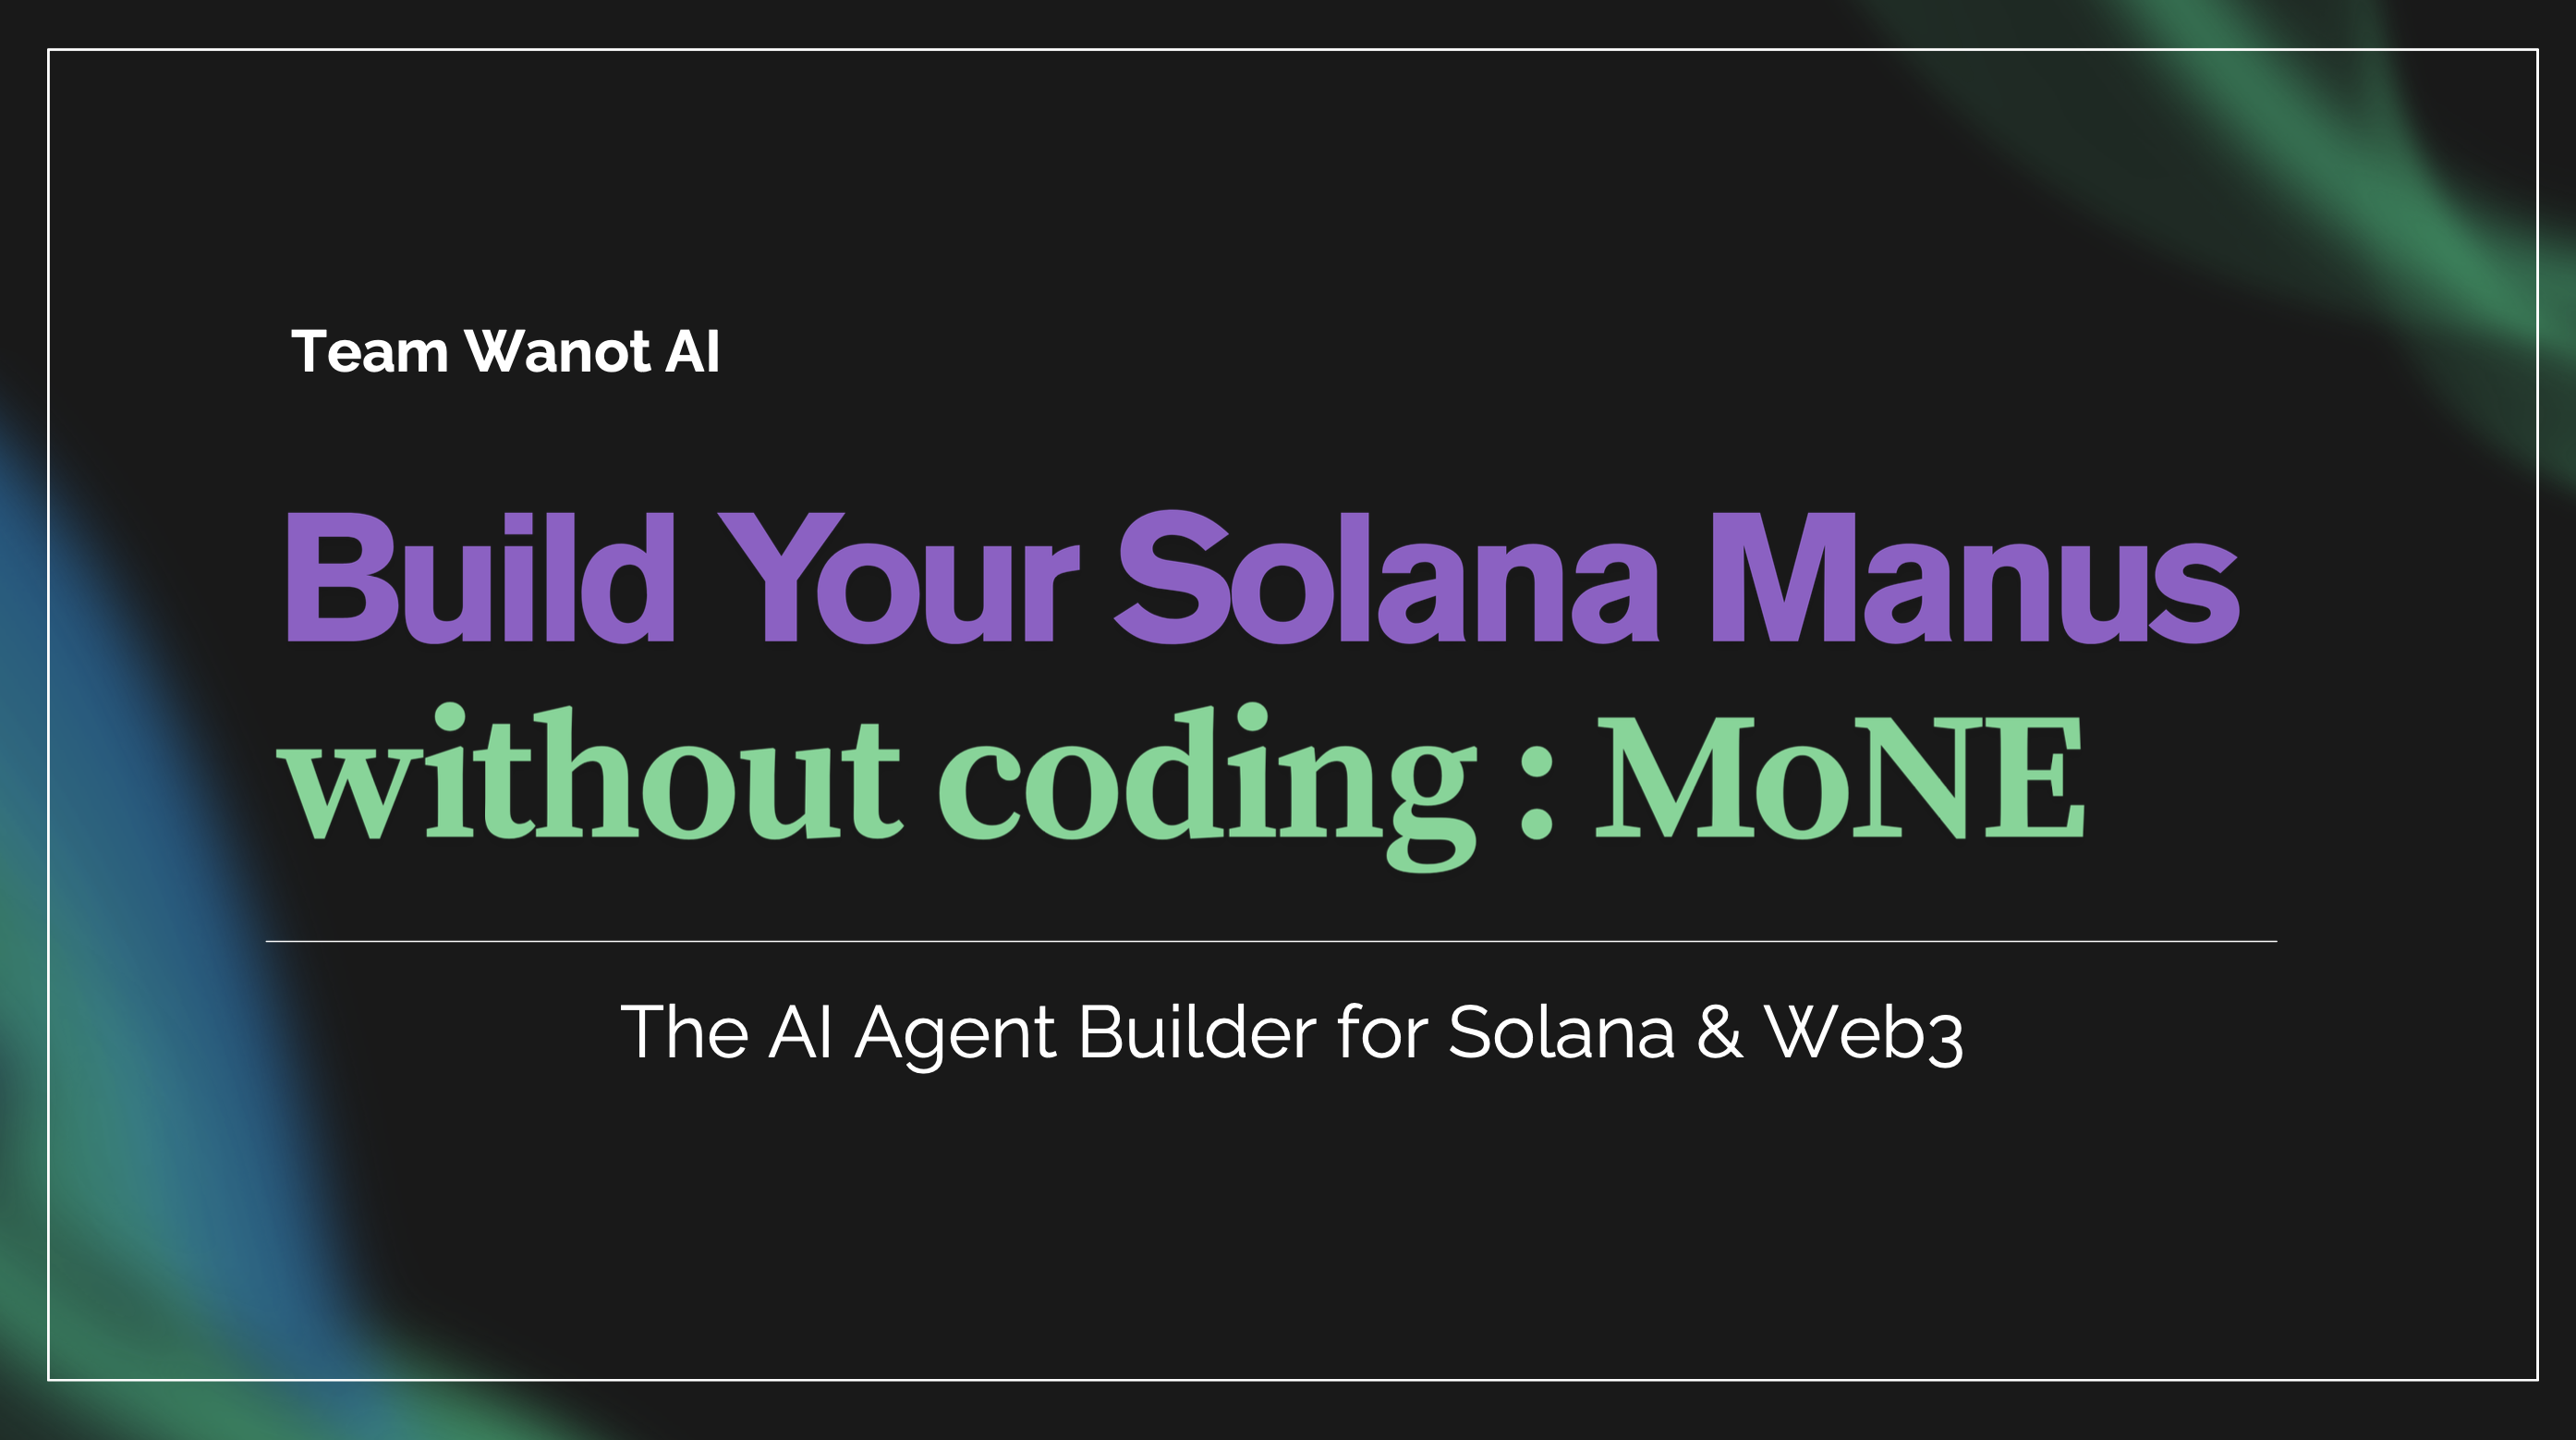 Team Wanot AI
Build Your Solana Manus
without coding : MoNE
The AI Agent Builder for Solana & Web3